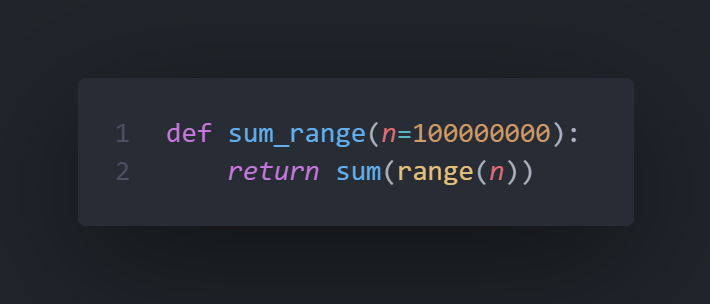 1 def sum_range(n=100000000):
2     return sum(range(n))